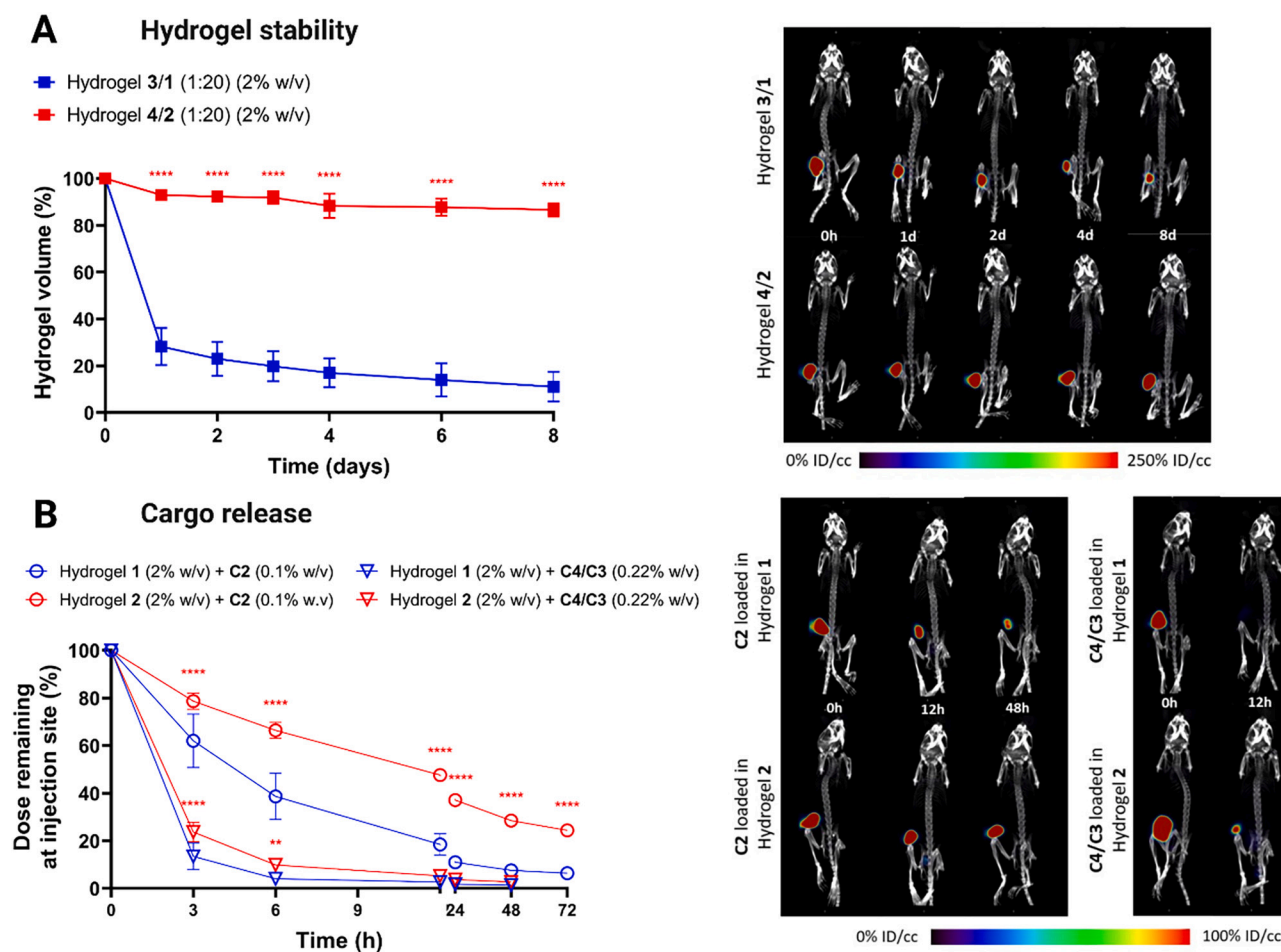 A Hydrogel stability
Hydrogel 3/1 (1:20) (2% w/v)
Hydrogel 4/2 (1:20) (2% w/v)
Hydrogel volume (%)
100
80
60
40
20
0
**** **** **** **** **** ****
0 2 4 6 8
Time (days)
Hydrogel 3/1
0h 1d 2d 4d 8d
Hydrogel 4/2
0% ID/cc 250% ID/cc
B Cargo release
Hydrogel 1 (2% w/v) + C2 (0.1% w/v)
Hydrogel 2 (2% w/v) + C2 (0.1% w.v)
Hydrogel 1 (2% w/v) + C4/C3 (0.22% w/v)
Hydrogel 2 (2% w/v) + C4/C3 (0.22% w/v)
Dose remaining
at injection site (%)
100
80
60
40
20
0
**** **** **** **** **** ****
**** **
0 3 6 9 24 48 72
Time (h)
C2 loaded in
Hydrogel 1
0h 12h 48h
C2 loaded in
Hydrogel 2
C4/C3 loaded in
Hydrogel 1
0h 12h
C4/C3 loaded in
Hydrogel 2
0% ID/cc 100% ID/cc